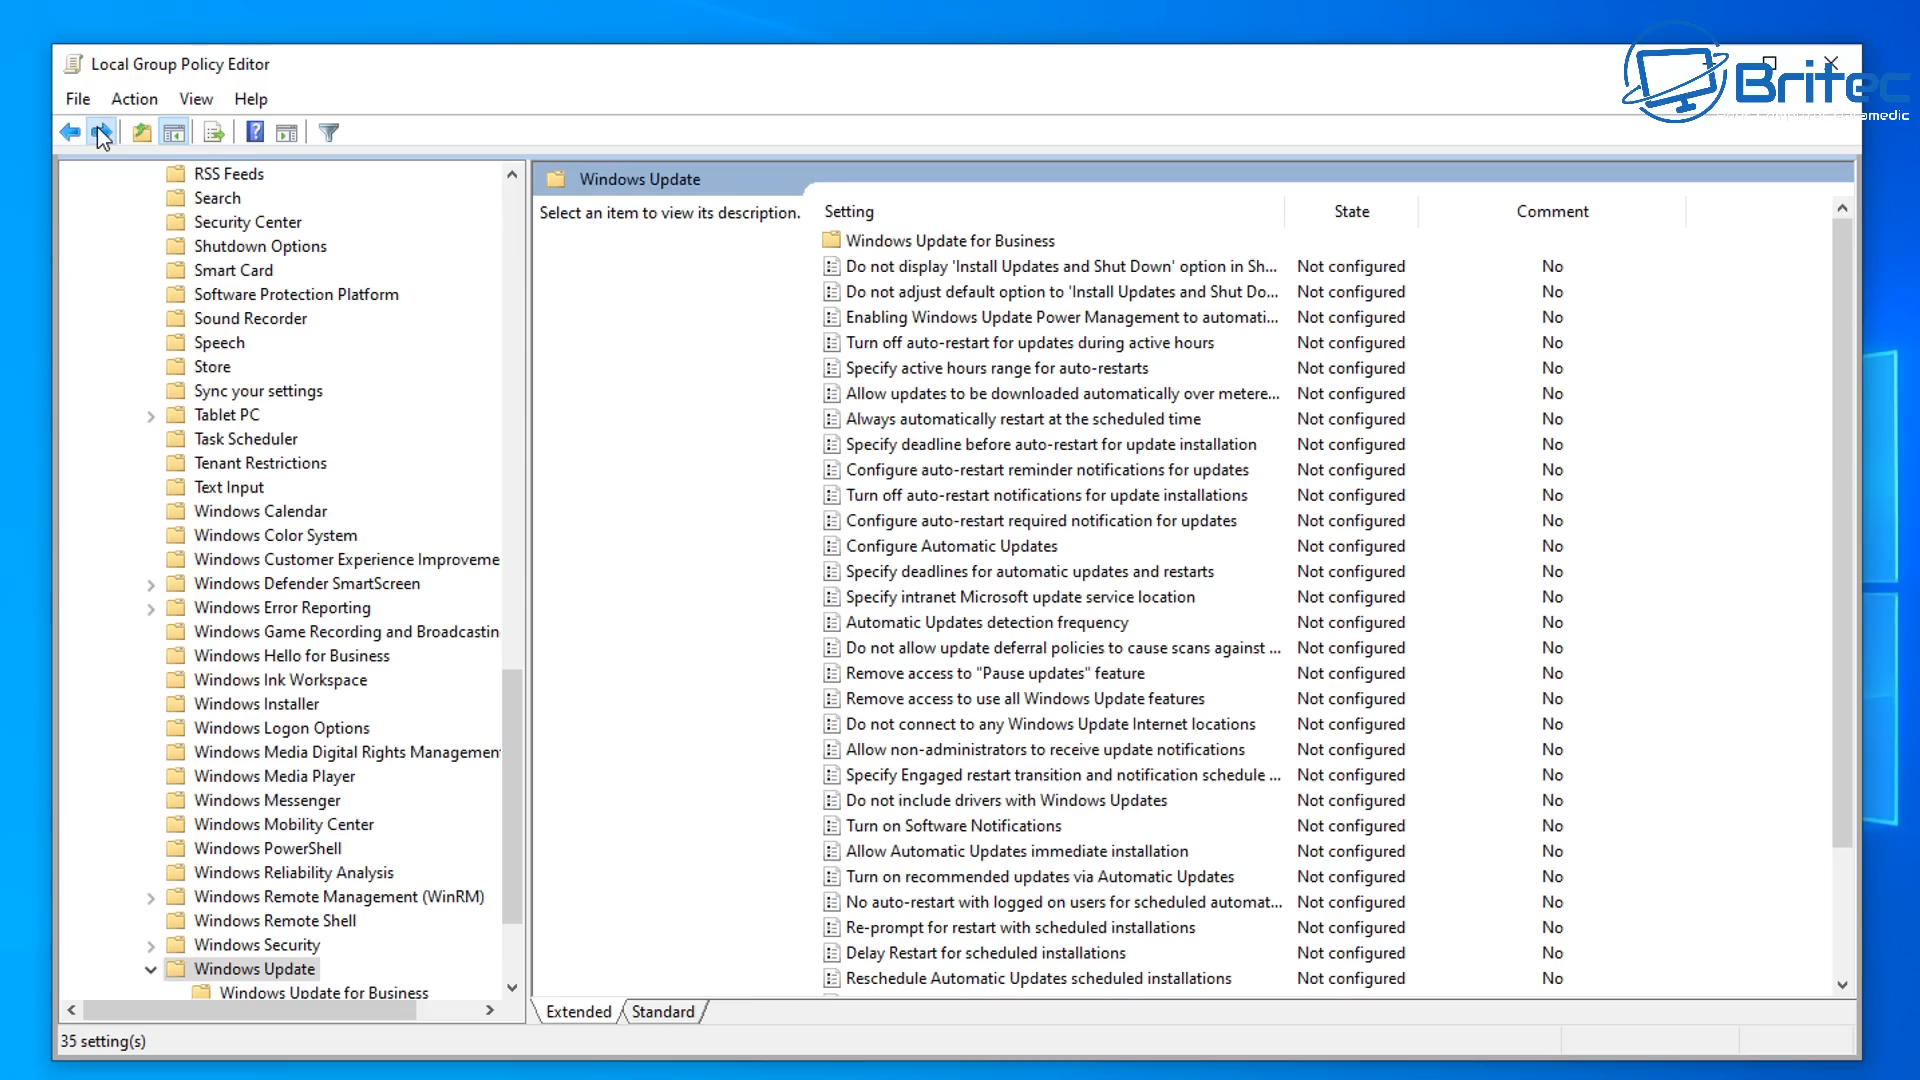 Local Group Policy Editor
File Action View Help
Britec
RSS Feeds
Search
Security Center
Shutdown Options
Smart Card
Software Protection Platform
Sound Recorder
Speech
Store
Sync your settings
Tablet PC
Task Scheduler
Tenant Restrictions
Text Input
Windows Calendar
Windows Color System
Windows Customer Experience Improveme
Windows Defender SmartScreen
Windows Error Reporting
Windows Game Recording and Broadcastin
Windows Hello for Business
Windows Ink Workspace
Windows Installer
Windows Logon Options
Windows Media Digital Rights Management
Windows Media Player
Windows Messenger
Windows Mobility Center
Windows PowerShell
Windows Reliability Analysis
Windows Remote Management (WinRM)
Windows Remote Shell
Windows Security
Windows Update
Windows Update for Business
Windows Update
Select an item to view its description.
Setting State Comment
Windows Update for Business
Do not display 'Install Updates and Shut Down' option in Sh... Not configured No
Do not adjust default option to 'Install Updates and Shut Do... Not configured No
Enabling Windows Update Power Management to automati... Not configured No
Turn off auto-restart for updates during active hours Not configured No
Specify active hours range for auto-restarts Not configured No
Allow updates to be downloaded automatically over metere... Not configured No
Always automatically restart at the scheduled time Not configured No
Specify deadline before auto-restart for update installation Not configured No
Configure auto-restart reminder notifications for updates Not configured No
Turn off auto-restart notifications for update installations Not configured No
Configure auto-restart required notification for updates Not configured No
Configure Automatic Updates Not configured No
Specify deadlines for automatic updates and restarts Not configured No
Specify intranet Microsoft update service location Not configured No
Automatic Updates detection frequency Not configured No
Do not allow update deferral policies to cause scans against ... Not configured No
Remove access to "Pause updates" feature Not configured No
Remove access to use all Windows Update features Not configured No
Do not connect to any Windows Update Internet locations Not configured No
Allow non-administrators to receive update notifications Not configured No
Specify Engaged restart transition and notification schedule ... Not configured No
Do not include drivers with Windows Updates Not configured No
Turn on Software Notifications Not configured No
Allow Automatic Updates immediate installation Not configured No
Turn on recommended updates via Automatic Updates Not configured No
No auto-restart with logged on users for scheduled automat... Not configured No
Re-prompt for restart with scheduled installations Not configured No
Delay Restart for scheduled installations Not configured No
Reschedule Automatic Updates scheduled installations Not configured No
Extended Standard
35 setting(s)